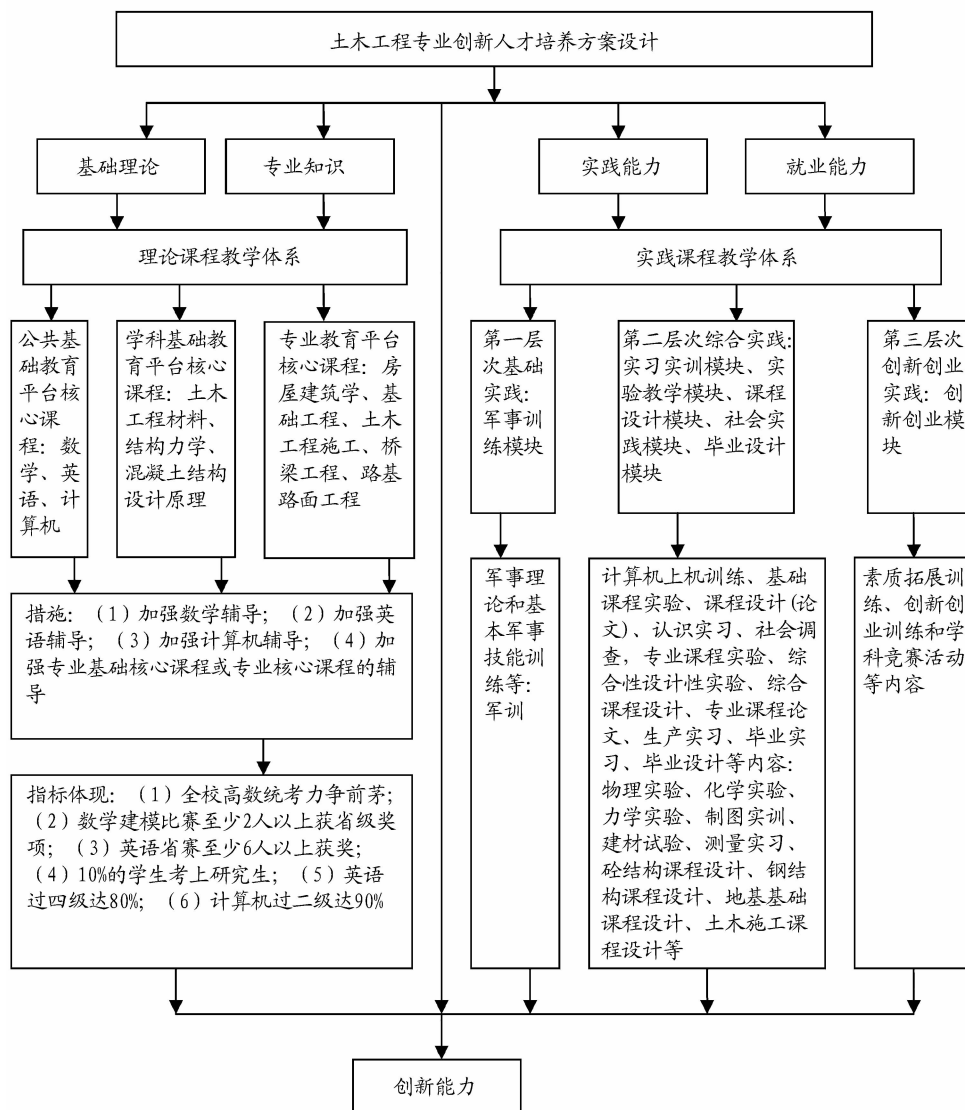 土木工程专业创新人才培养方案设计
基础理论
专业知识
实践能力
就业能力
理论课程教学体系
实践课程教学体系
公共基
础教育
平台核
心课
程：数
学、英
语、计
算机
学科基础教
育平台核心
课程：土木
工程材料、
结构力学、
混凝土结构
设计原理
专业教育平台
核心课程：房
屋建筑学、基
础工程、土木
工程施工、桥
梁工程、路基
路面工程
第一层
次基础
实践：
军事训
练模块
第二层次综合实践：
实习实训模块、实
验教学模块、课程
设计模块、社会实
践模块、毕业设计
模块
第三层次
创新创业
实践：创
新创业模
块
措施：（1）加强数学辅导；（2）加强英
语辅导；（3）加强计算机辅导；（4）加
强专业基础核心课程或专业核心课程的辅
导
军事理
论和基
本军事
技能训
练等：
军训
计算机上机训练、基础
课程实验、课程设计(论
文)、认识实习、社会调
查，专业课程实验、综
合性设计性实验、综合
课程设计、专业课程论
文、生产实习、毕业实
习、毕业设计等内容：
物理实验、化学实验、
力学实验、制图实训、
建材试验、测量实习、
砼结构课程设计、钢结
构课程设计、地基基础
课程设计、土木施工课
程设计等
素质拓展训
练、创新创
业训练和学
科竞赛活动
等内容
指标体现：（1）全校高数统考力争前茅；
（2）数学建模比赛至少2人以上获省级奖
项；（3）英语省赛至少6人以上获奖；
（4）10%的学生考上研究生；（5）英语
过四级达80%；（6）计算机过二级达90%
创新能力